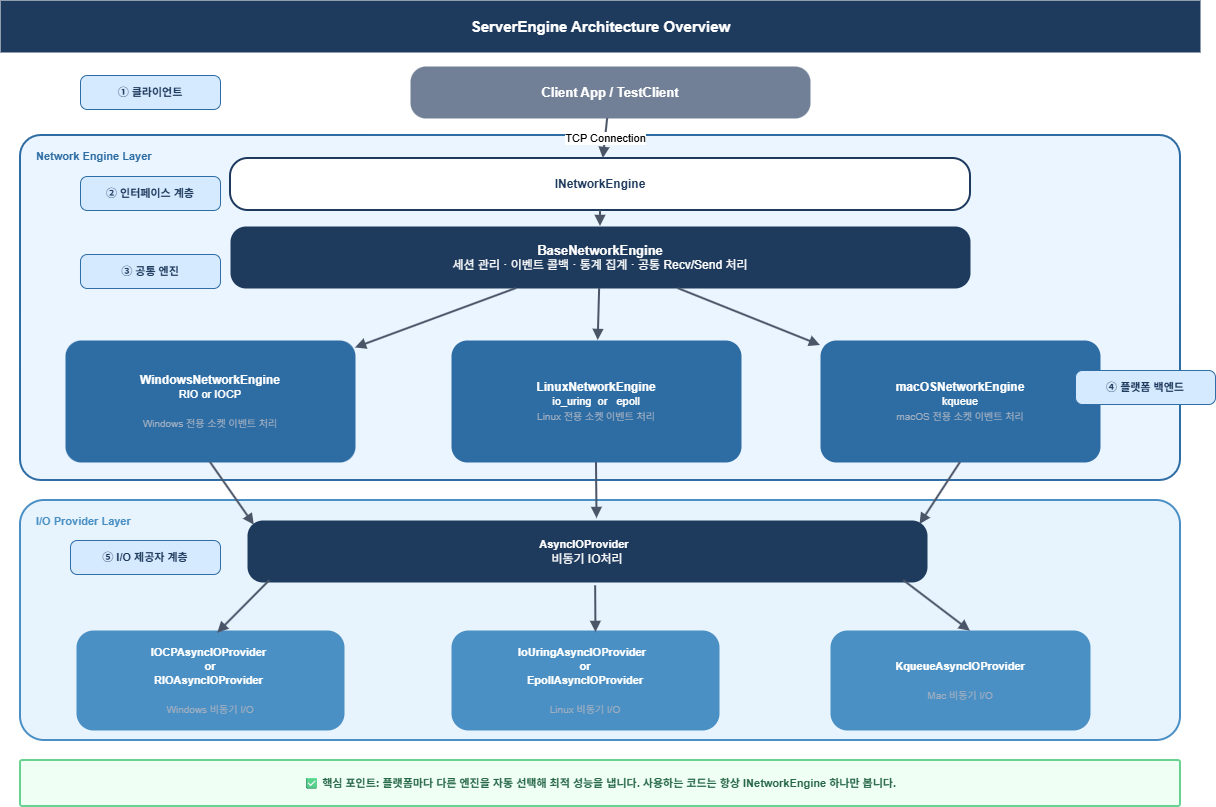 ServerEngine Architecture Overview
① 클라이언트
Client App / TestClient
TCP Connection
Network Engine Layer
② 인터페이스 계층
INetworkEngine
③ 공통 엔진
BaseNetworkEngine
세션 관리 · 이벤트 콜백 · 통계 집계 · 공통 Recv/Send 처리
WindowsNetworkEngine
RIO or IOCP
Windows 전용 소켓 이벤트 처리
LinuxNetworkEngine
io_uring or epoll
Linux 전용 소켓 이벤트 처리
macOSNetworkEngine
kqueue
macOS 전용 소켓 이벤트 처리
④ 플랫폼 백엔드
I/O Provider Layer
⑤ I/O 제공자 계층
AsyncIOProvider
비동기 IO처리
IOCPAsyncIOProvider
or
RIOAsyncIOProvider
Windows 비동기 I/O
IoUringAsyncIOProvider
or
EpollAsyncIOProvider
Linux 비동기 I/O
KqueueAsyncIOProvider
Mac 비동기 I/O
✅ 핵심 포인트: 플랫폼마다 다른 엔진을 자동 선택해 최적 성능을 냅니다. 사용하는 코드는 항상 INetworkEngine 하나만 봅니다.